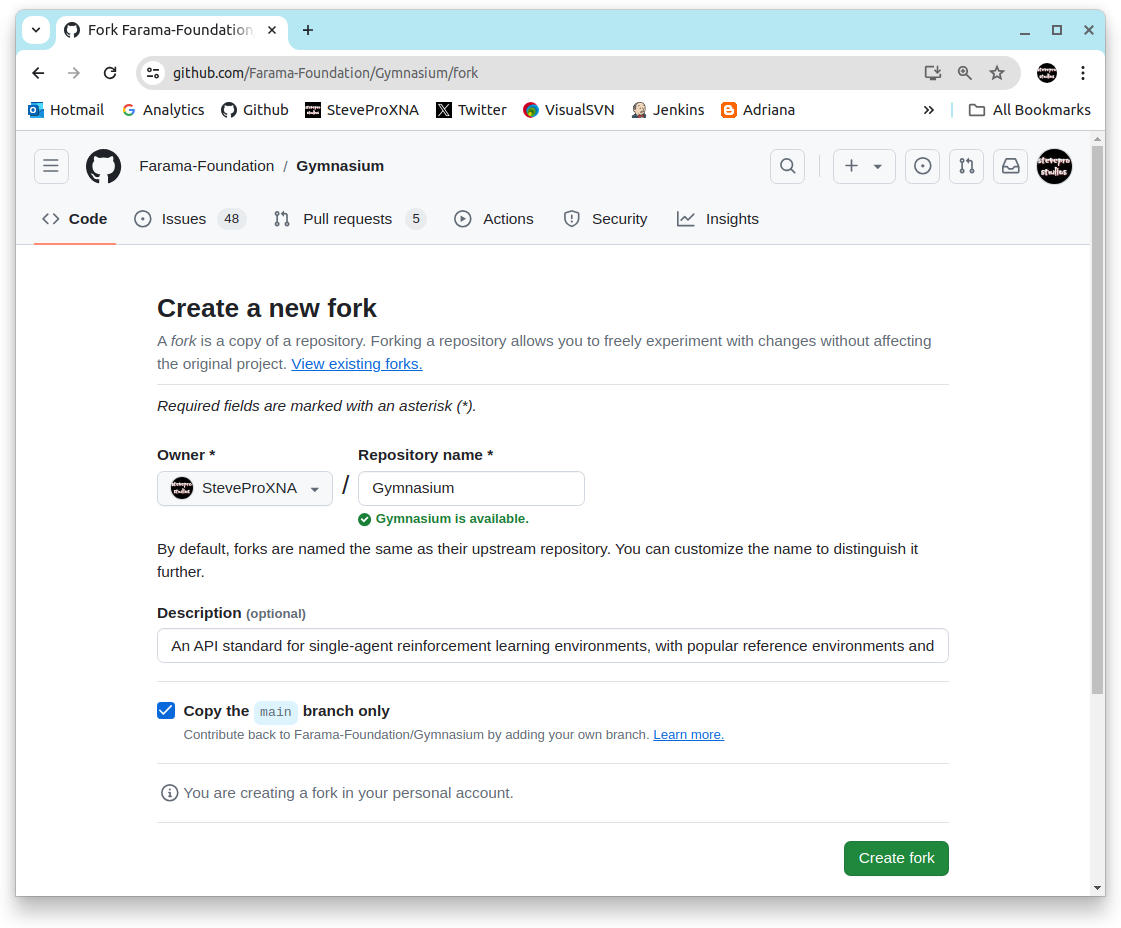 Fork Farama-Foundation
github.com/Farama-Foundation/Gymnasium/fork
Hotmail Analytics Github SteveProXNA Twitter VisualSVN Jenkins Adriana » All Bookmarks
Farama-Foundation / Gymnasium
stevepro studios
Code Issues 48 Pull requests 5 Actions Security Insights
Create a new fork
A fork is a copy of a repository. Forking a repository allows you to freely experiment with changes without affecting
the original project. View existing forks.
Required fields are marked with an asterisk (*).
Owner * Repository name *
SteveProXNA / Gymnasium
Gymnasium is available.
By default, forks are named the same as their upstream repository. You can customize the name to distinguish it
further.
Description (optional)
An API standard for single-agent reinforcement learning environments, with popular reference environments and
Copy the main branch only
Contribute back to Farama-Foundation/Gymnasium by adding your own branch. Learn more.
You are creating a fork in your personal account.
Create fork